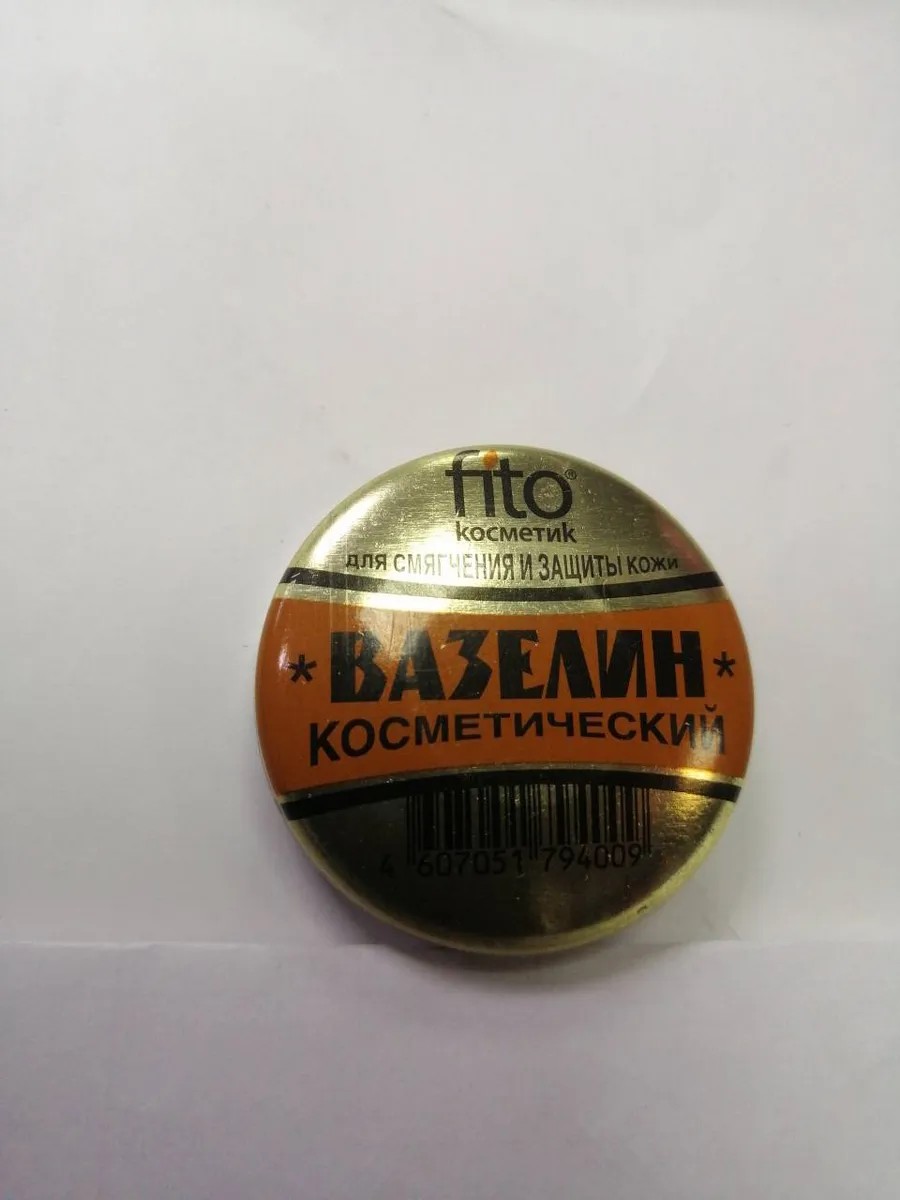 fito®
косметик
для СМЯГЧЕНИЯ И ЗАЩИТЫ кожи
* ВАЗЕЛИН *
КОСМЕТИЧЕСКИЙ
4 607051 794009